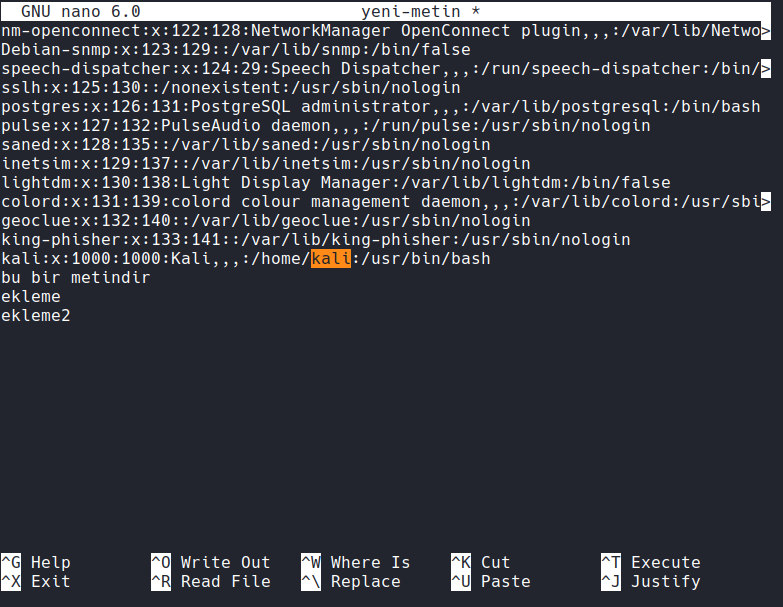 GNU nano 6.0 yeni-metin *
nm-openconnect:x:122:128:NetworkManager OpenConnect plugin,,,:/var/lib/Netwo>
Debian-snmp:x:123:129::/var/lib/snmp:/bin/false
speech-dispatcher:x:124:29:Speech Dispatcher,,,:/run/speech-dispatcher:/bin/>
sslh:x:125:130::/nonexistent:/usr/sbin/nologin
postgres:x:126:131:PostgreSQL administrator,,,:/var/lib/postgresql:/bin/bash
pulse:x:127:132:PulseAudio daemon,,,:/run/pulse:/usr/sbin/nologin
saned:x:128:135::/var/lib/saned:/usr/sbin/nologin
inetsim:x:129:137::/var/lib/inetsim:/usr/sbin/nologin
lightdm:x:130:138:Light Display Manager:/var/lib/lightdm:/bin/false
colord:x:131:139:colord colour management daemon,,,:/var/lib/colord:/usr/sbi>
geoclue:x:132:140::/var/lib/geoclue:/usr/sbin/nologin
king-phisher:x:133:141::/var/lib/king-phisher:/usr/sbin/nologin
kali:x:1000:1000:Kali,,,:/home/kali:/usr/bin/bash
bu bir metindir
ekleme
ekleme2
^G Help ^O Write Out ^W Where Is ^K Cut ^T Execute
^X Exit ^R Read File ^\ Replace ^U Paste ^J Justify